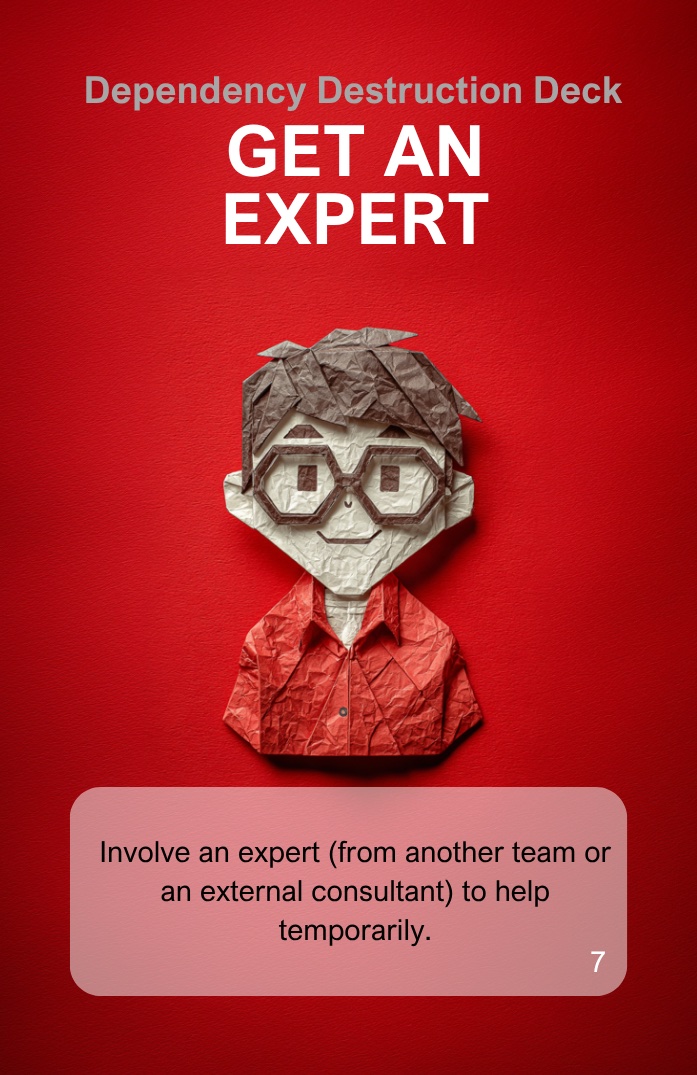 Dependency Destruction Deck
GET AN
EXPERT
Involve an expert (from another team or
an external consultant) to help
temporarily.
7